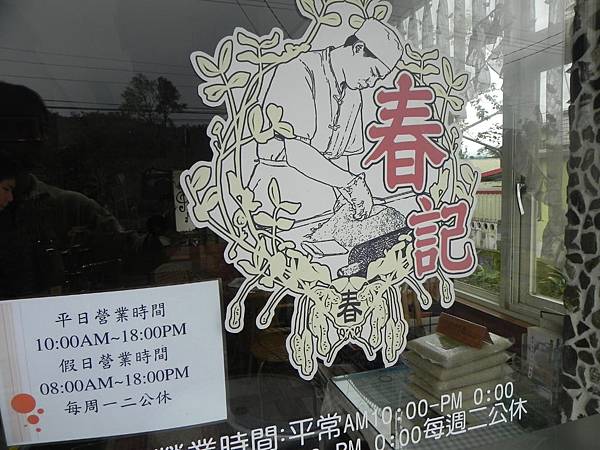 春記
春
平日營業時間
10:00AM~18:00PM
假日營業時間
08:00AM~18:00PM
每周一二公休
營業時間:平常AM10:00-PM 0:00
PM 0:00每週二公休